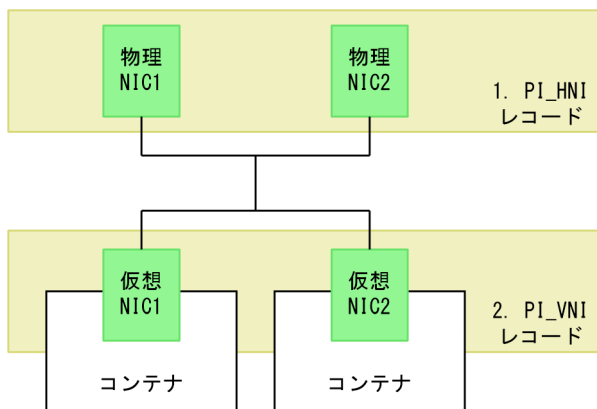 物理
NIC1
物理
NIC2
1. PI_HNI
レコード
仮想
NIC1
仮想
NIC2
2. PI_VNI
レコード
コンテナ
コンテナ